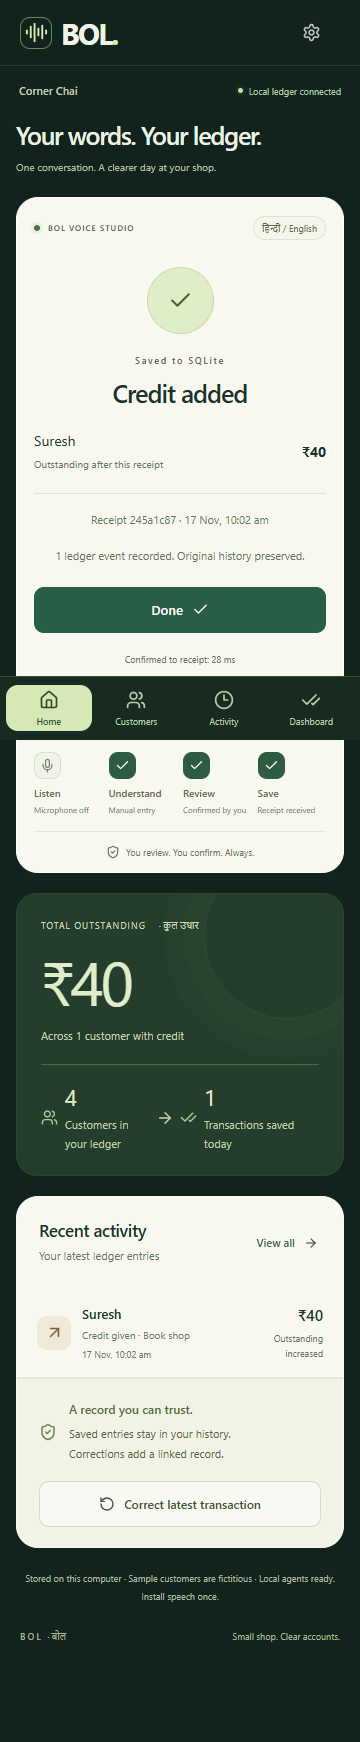 BOL.
Corner Chai
Local ledger connected
Your words. Your ledger.
One conversation. A clearer day at your shop.
BOL VOICE STUDIO
हिन्दी / English
Saved to SQLite
Credit added
Suresh
₹40
Outstanding after this receipt
Receipt 245a1c87 · 17 Nov, 10:02 am
1 ledger event recorded. Original history preserved.
Done
Confirmed to receipt: 28 ms
Home
Customers
Activity
Dashboard
Listen
Understand
Review
Save
Microphone off
Manual entry
Confirmed by you
Receipt received
You review. You confirm. Always.
TOTAL OUTSTANDING · कुल उधार
₹40
Across 1 customer with credit
4
Customers in
your ledger
1
Transactions saved
today
Recent activity
Your latest ledger entries
View all
Suresh
Credit given · Book shop
17 Nov, 10:02 am
₹40
Outstanding
increased
A record you can trust.
Saved entries stay in your history.
Corrections add a linked record.
Correct latest transaction
Stored on this computer · Sample customers are fictitious · Local agents ready.
Install speech once.
BOL · बोल
Small shop. Clear accounts.